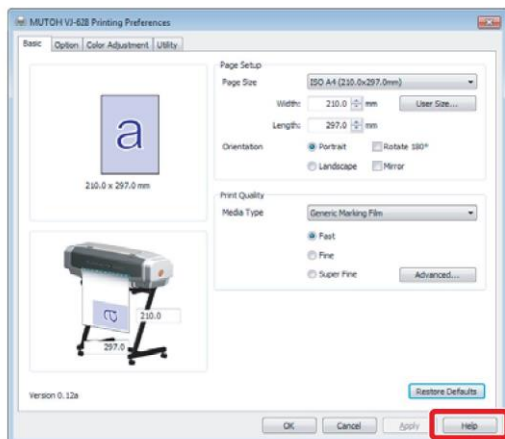 MUTOH VJ-628 Printing Preferences
Basic Option Color Adjustment Utility
Page Setup
Page Size ISO A4 (210.0x297.0mm)
Width: 210.0 mm User Size...
Length: 297.0 mm
Orientation Portrait Rotate 180°
Landscape Mirror
a
210.0 x 297.0 mm
Print Quality
Media Type Generic Marking Film
Fast
Fine
Super Fine Advanced...
a
210.0
297.0
Version 0.12a
Restore Defaults
OK Cancel Apply Help